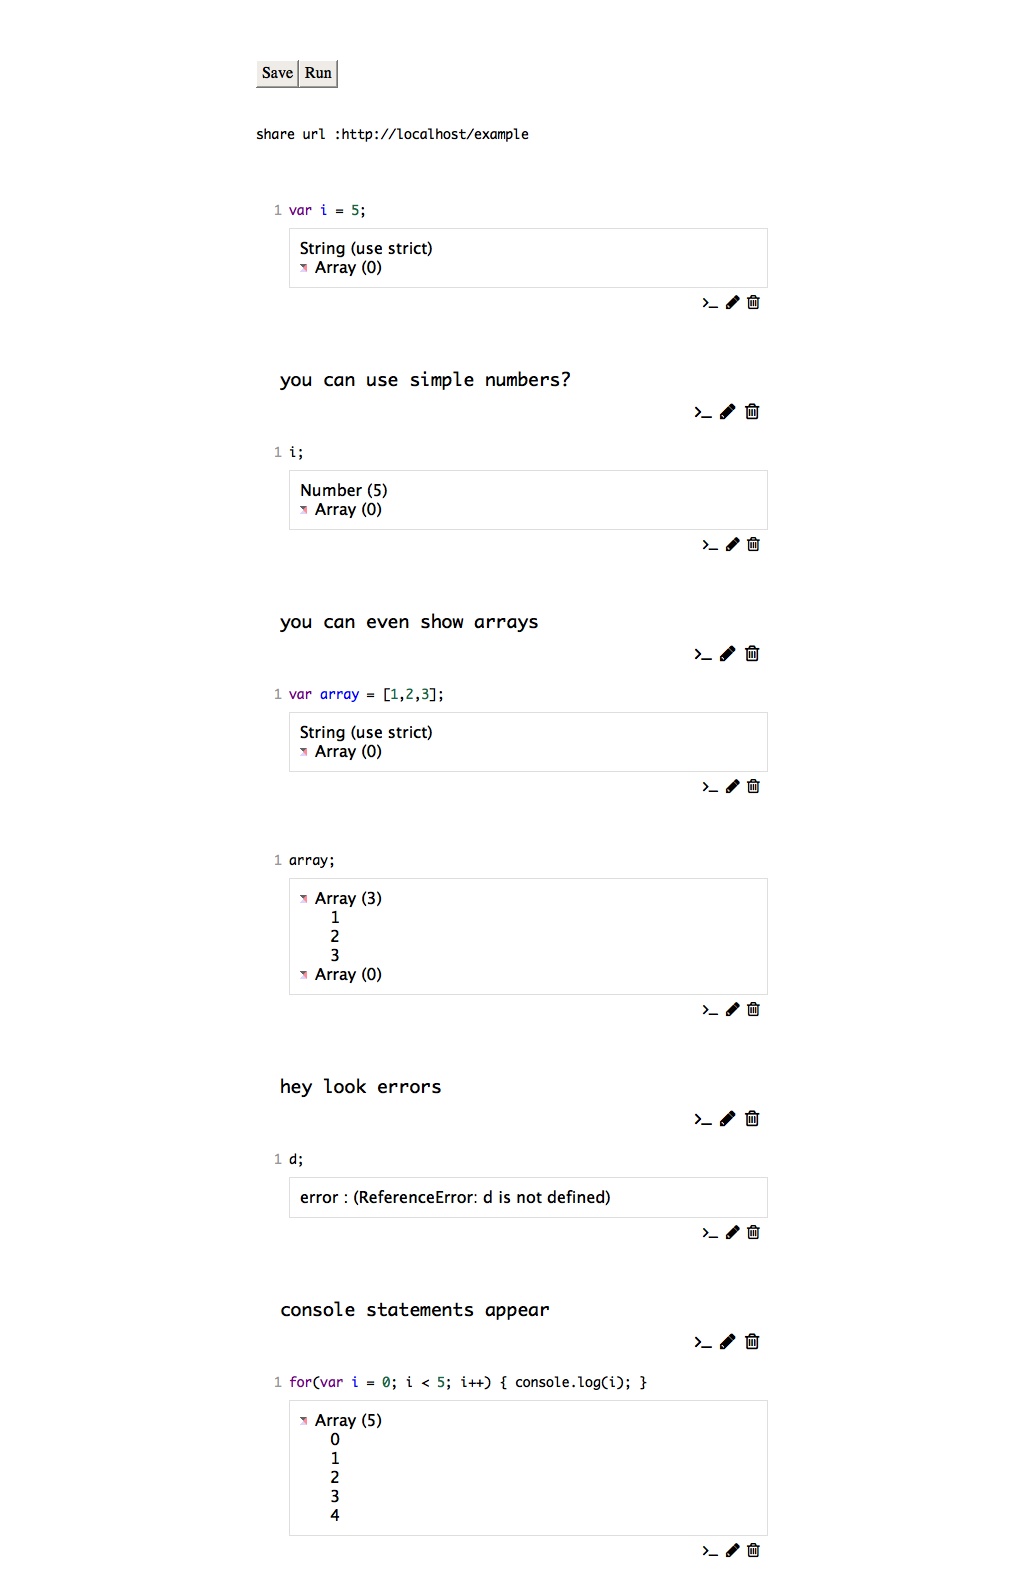 Save Run
share url :http://localhost/example
1 var i = 5;
String (use strict)
Array (0)
>_
you can use simple numbers?
>_
1 i;
Number (5)
Array (0)
>_
you can even show arrays
>_
1 var array = [1,2,3];
String (use strict)
Array (0)
>_
1 array;
Array (3)
1
2
3
Array (0)
>_
hey look errors
>_
1 d;
error : (ReferenceError: d is not defined)
>_
console statements appear
>_
1 for(var i = 0; i < 5; i++) { console.log(i); }
Array (5)
0
1
2
3
4
>_